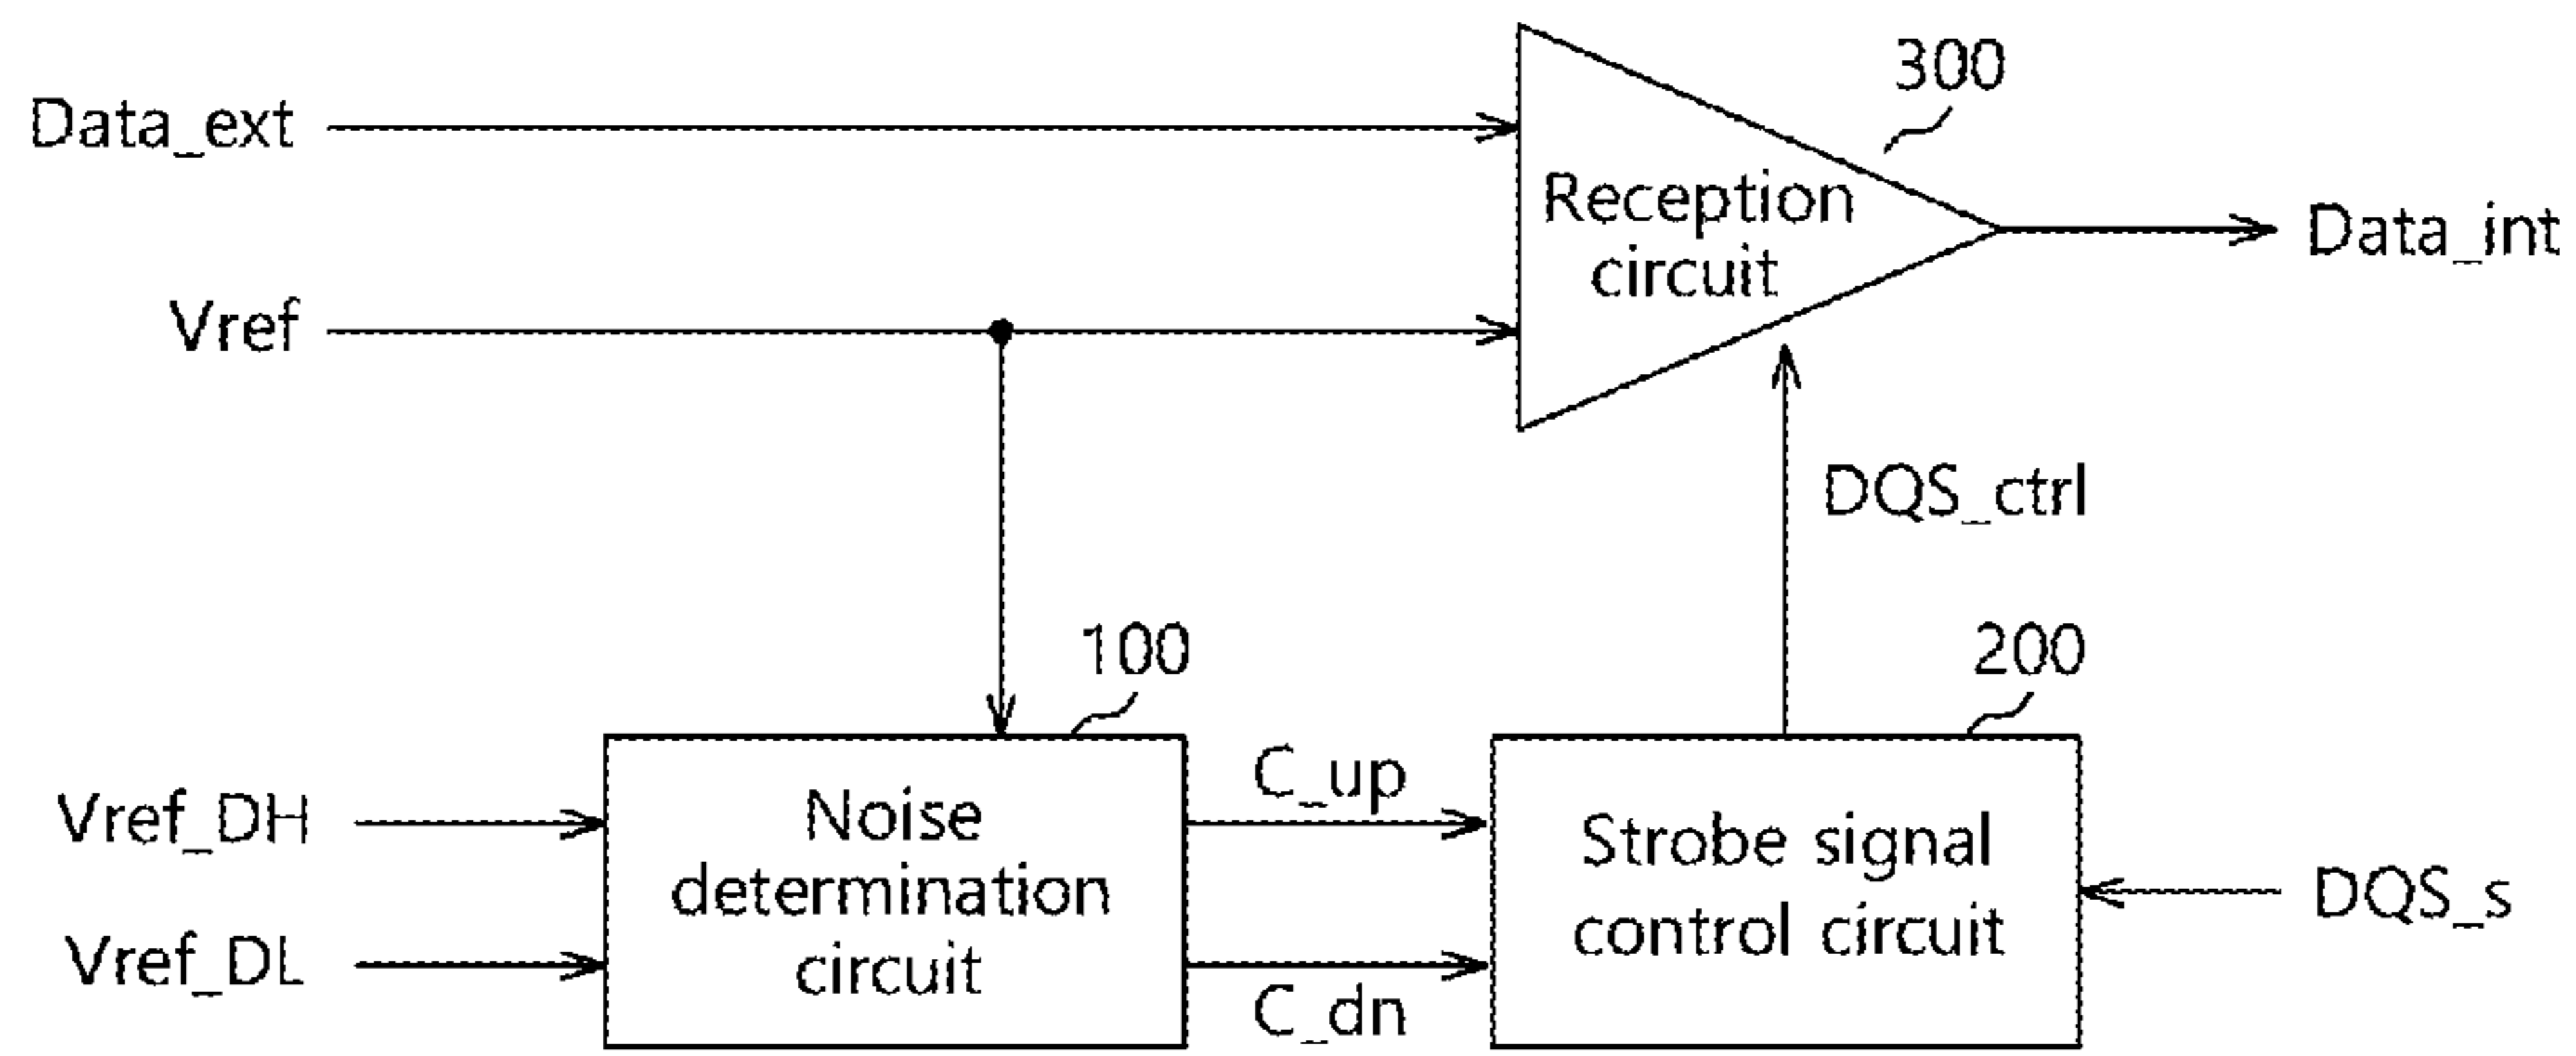 300
Data_ext
Reception
circuit
Data_int
Vref
DQS_ctrl
100
200
C_up
Vref_DH
Noise
determination
circuit
Strobe signal
control circuit
DQS_s
Vref_DL
C_dn